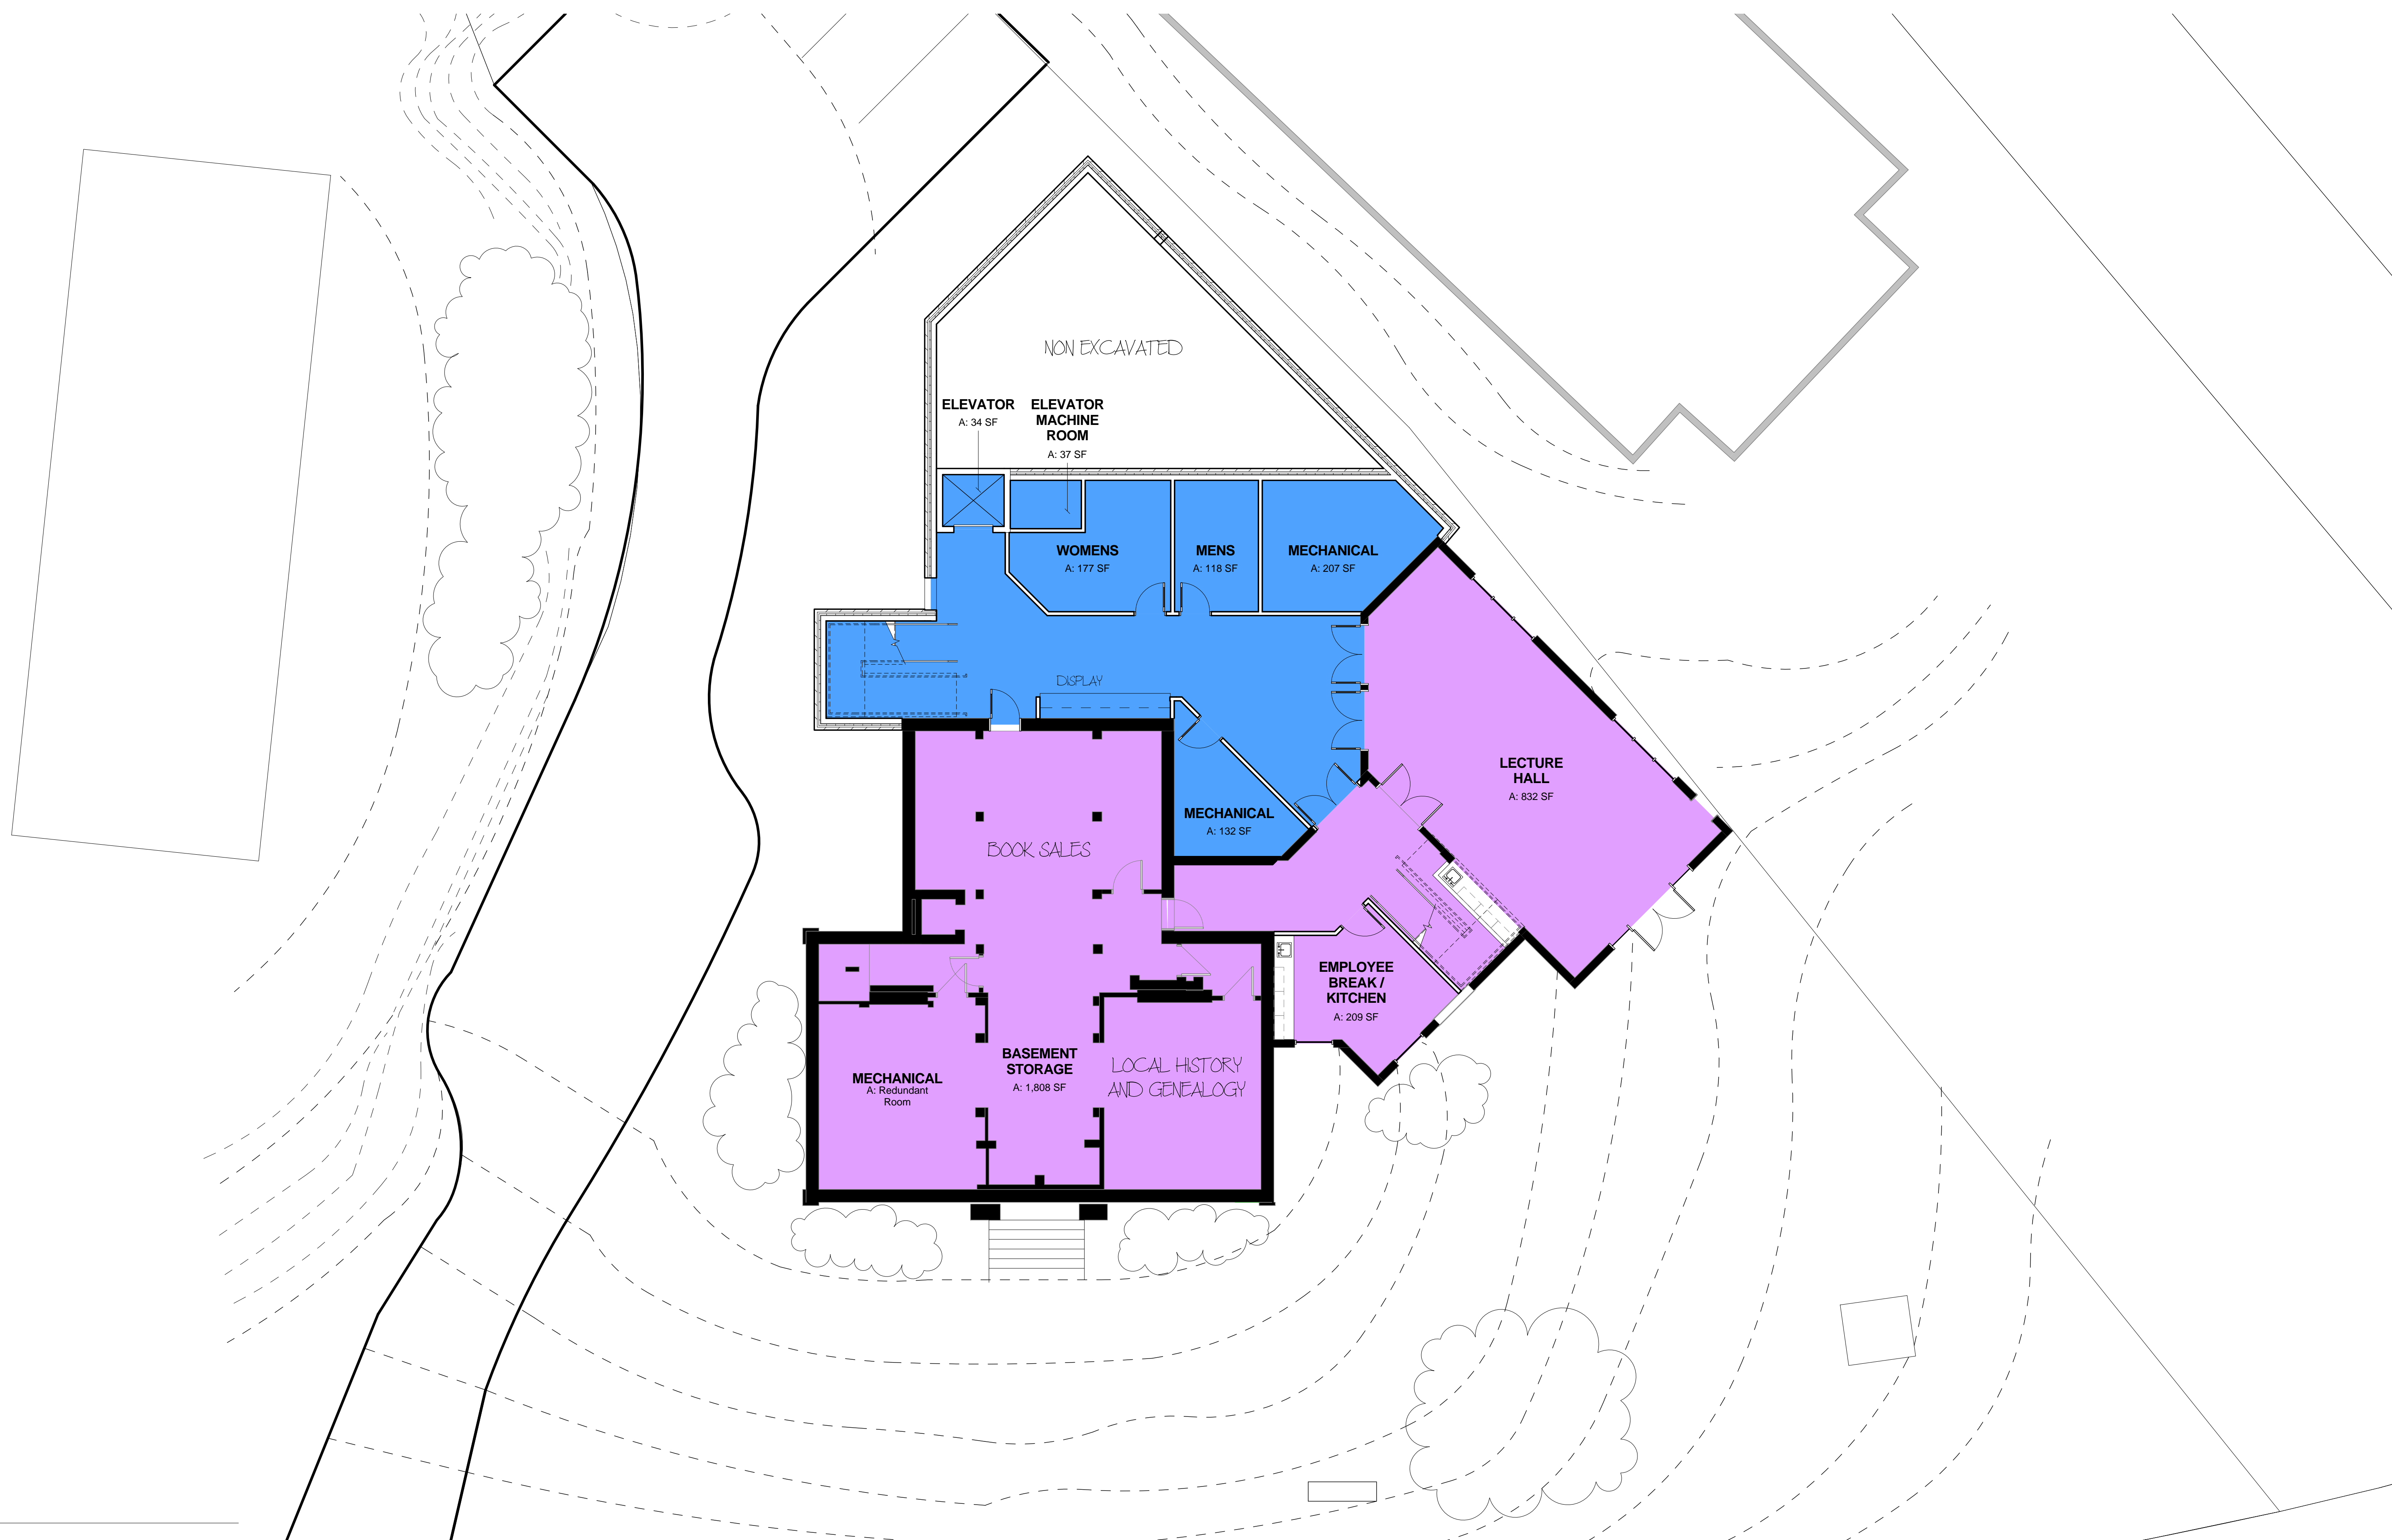 NON EXCAVATED
ELEVATOR
A: 34 SF
ELEVATOR
MACHINE
ROOM
A: 37 SF
WOMENS
A: 177 SF
MENS
A: 118 SF
MECHANICAL
A: 207 SF
DISPLAY
LECTURE
HALL
A: 832 SF
MECHANICAL
A: 132 SF
BOOK SALES
EMPLOYEE
BREAK /
KITCHEN
A: 209 SF
BASEMENT
STORAGE
A: 1,808 SF
LOCAL HISTORY
AND GENEALOGY
MECHANICAL
A: Redundant
Room